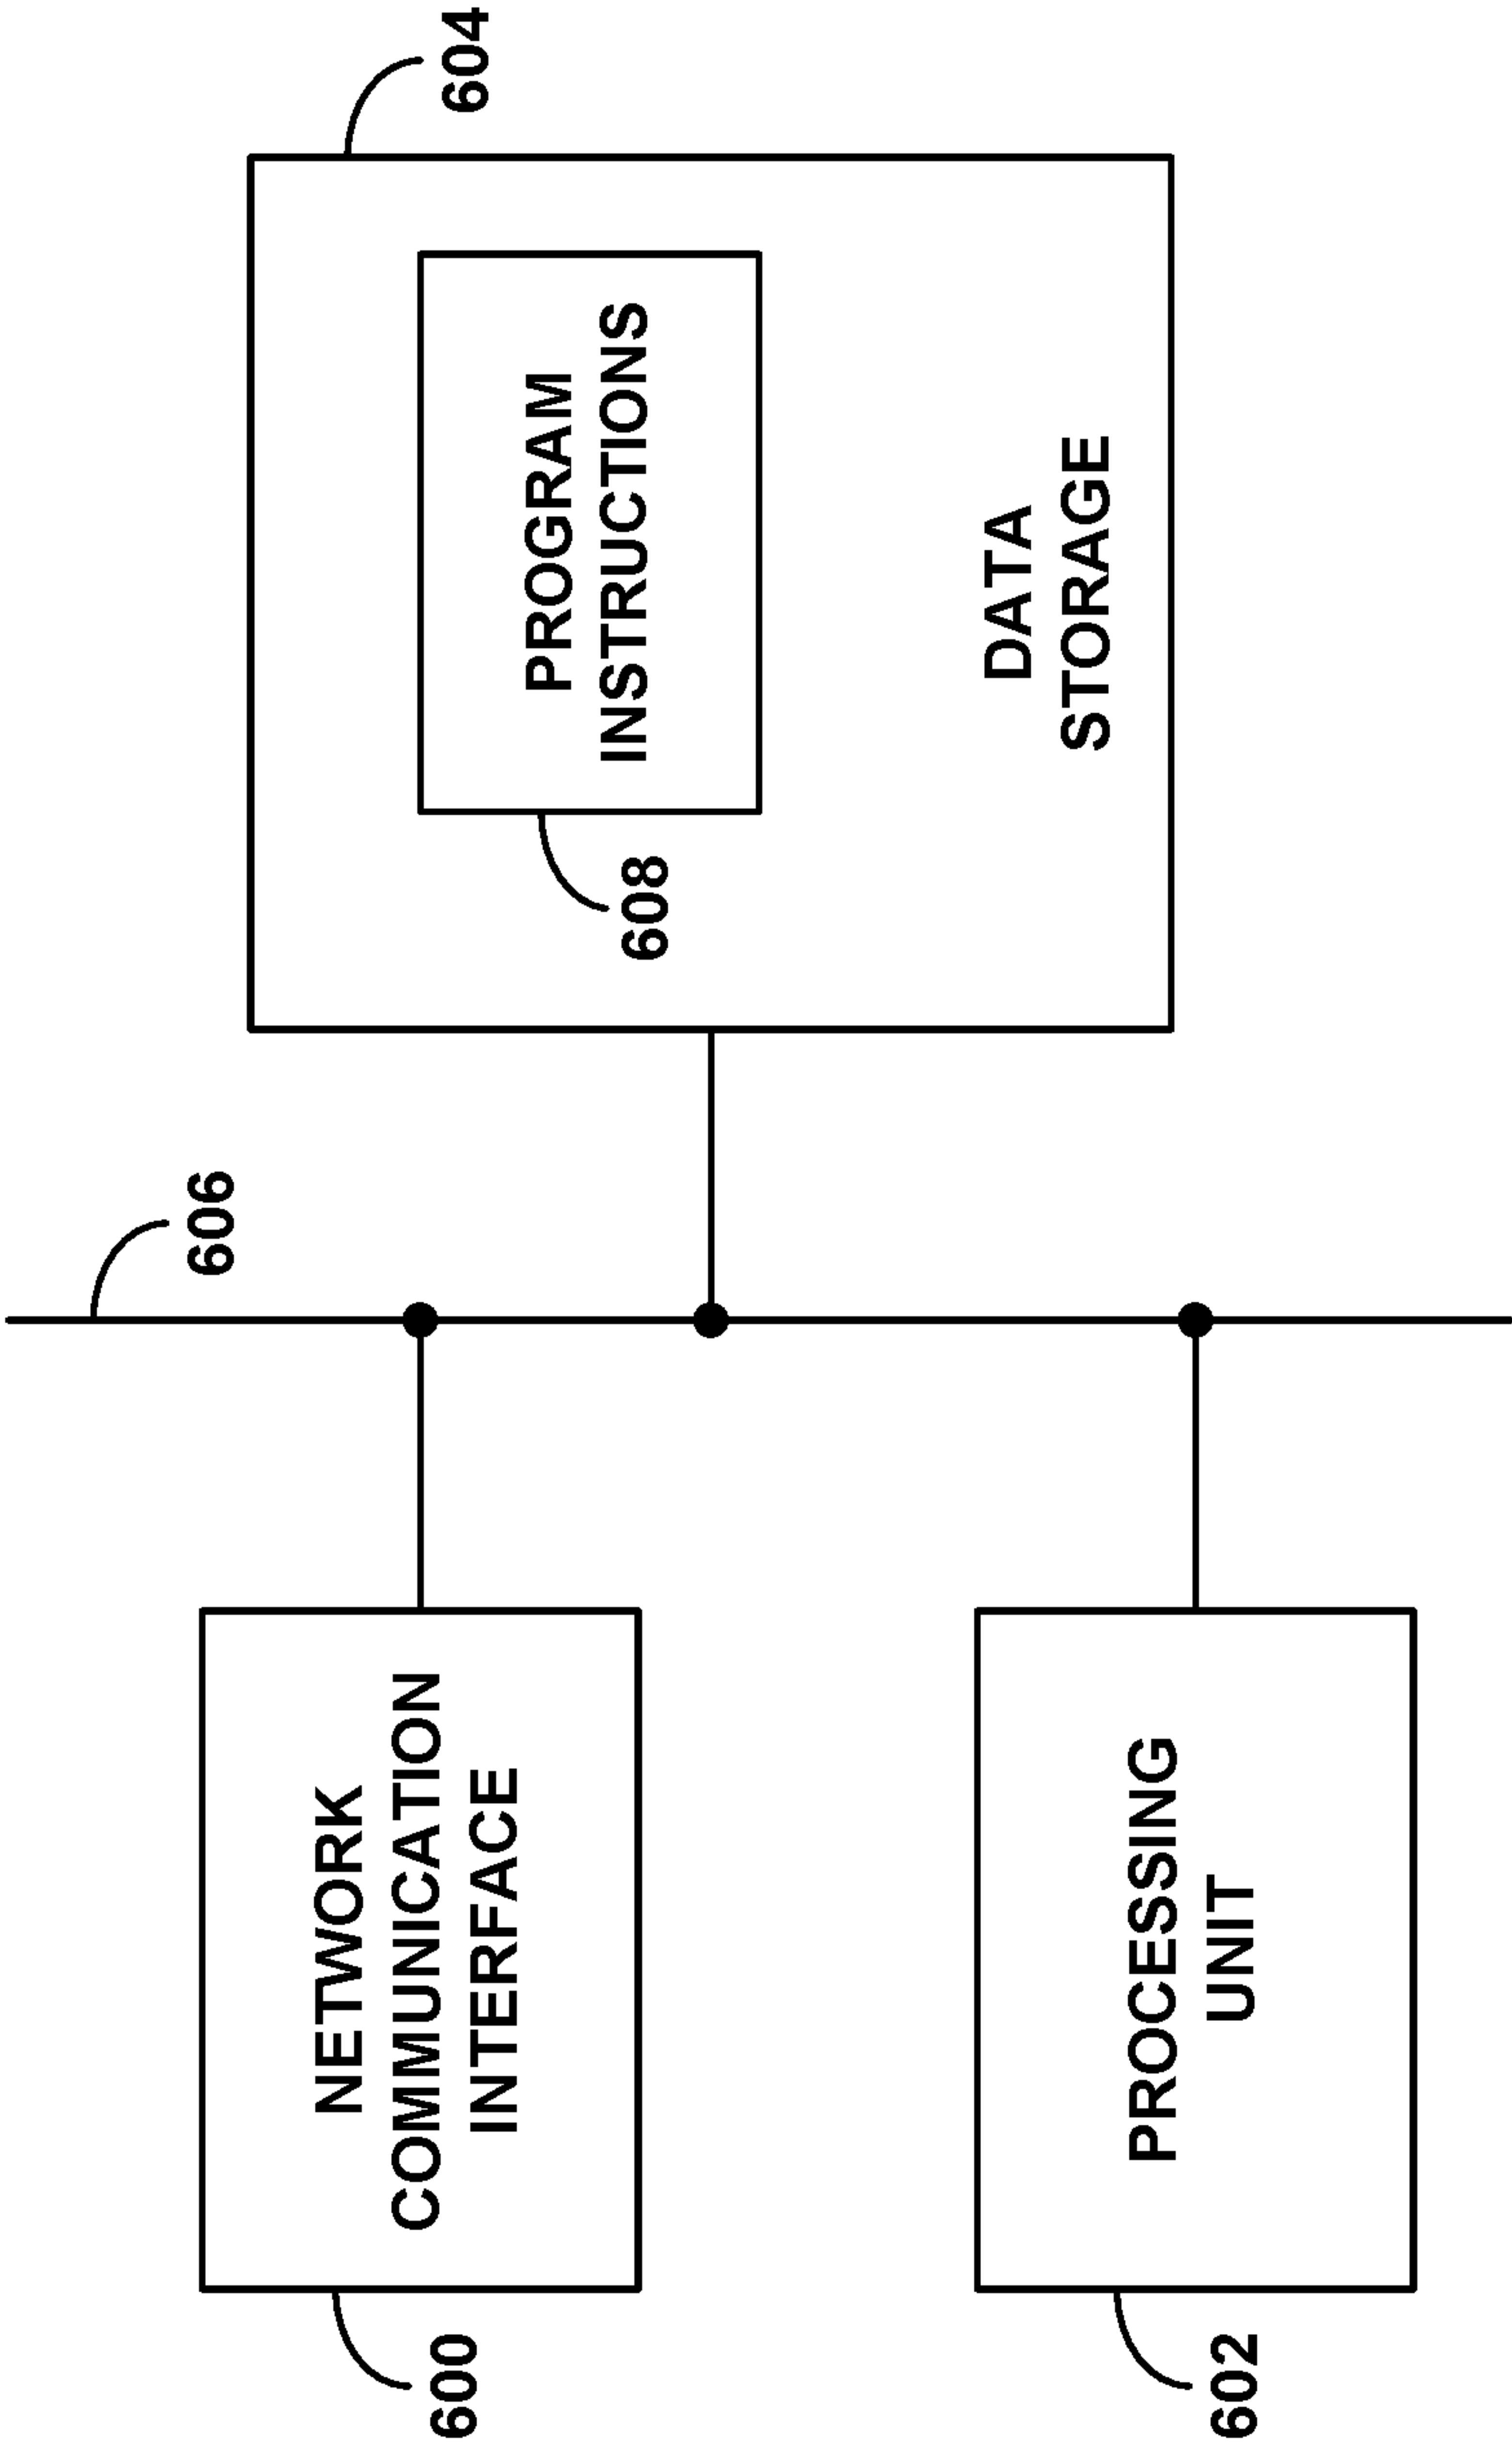 600
NETWORK
COMMUNICATION
INTERFACE
602
PROCESSING
UNIT
606
604
608
PROGRAM
INSTRUCTIONS
DATA
STORAGE